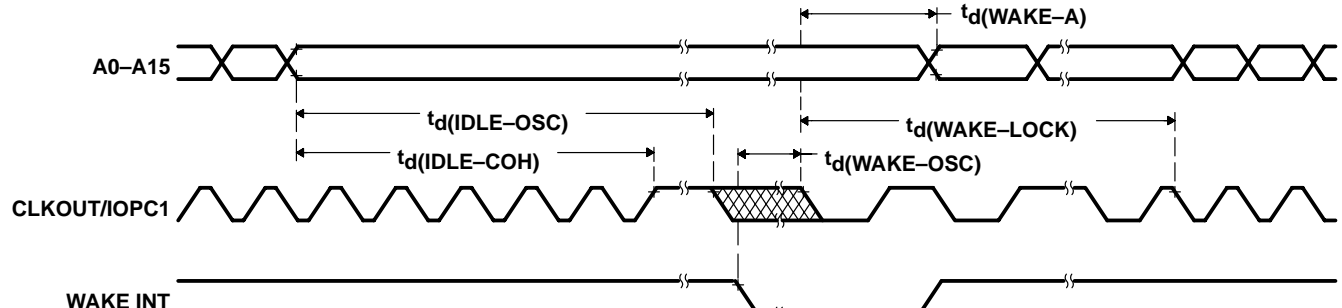 td(WAKE–A)
A0–A15
td(IDLE–OSC)
td(WAKE–LOCK)
td(IDLE–COH)
td(WAKE–OSC)
CLKOUT/IOPC1
WAKE INT